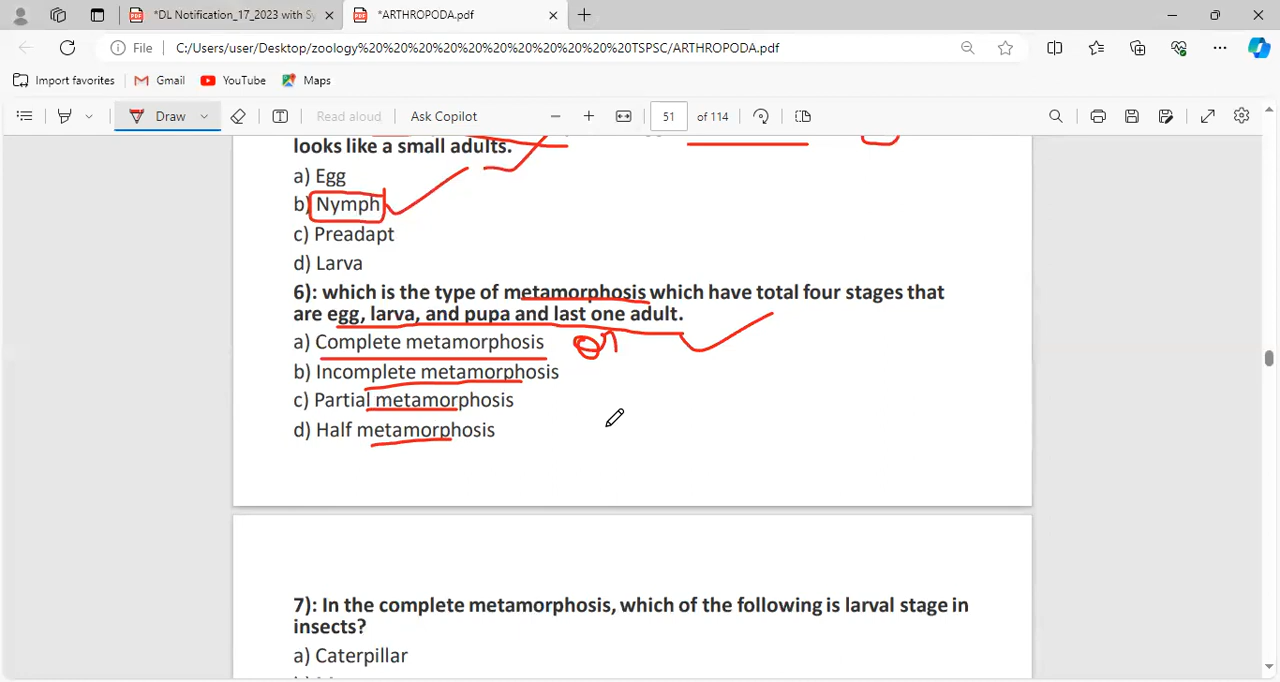 *DL Notification_17_2023 with Sy
*ARTHROPODA.pdf
File
C:/Users/user/Desktop/zoology%20%20%20%20%20%20%20%20%20%20TSPSC/ARTHROPODA.pdf
Import favorites
Gmail
YouTube
Maps
Draw
Read aloud
Ask Copilot
51
of 114
looks like a small adults.
a) Egg
b) Nymph
c) Preadapt
d) Larva
6): which is the type of metamorphosis which have total four stages that
are egg, larva, and pupa and last one adult.
a) Complete metamorphosis
b) Incomplete metamorphosis
c) Partial metamorphosis
d) Half metamorphosis
7): In the complete metamorphosis, which of the following is larval stage in
insects?
a) Caterpillar